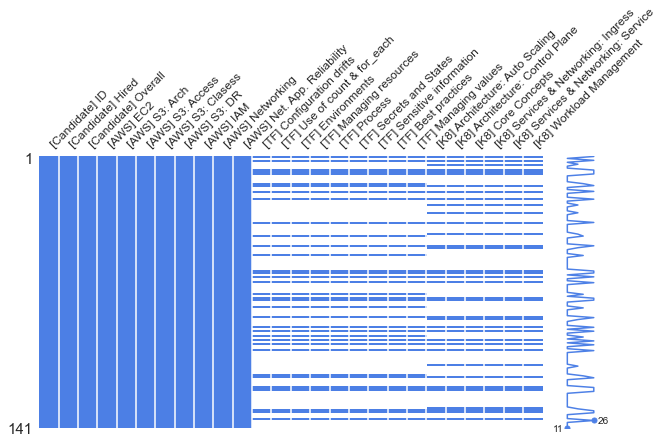 [Candidate] ID
[Candidate] Hired
[Candidate] Overall
[AWS] EC2
[AWS] S3: Arch
[AWS] S3: Access
[AWS] S3: Clasess
[AWS] S3: DR
[AWS] IAM
[AWS] Networking
[AWS] Net. App. Reliability
[TF] Configuration drifts
[TF] Use of count & for_each
[TF] Environments
[TF] Managing resources
[TF] Process
[TF] Secrets and States
[TF] Sensitive information
[TF] Best practices
[TF] Managing values
[K8] Architecture: Auto Scaling
[K8] Architecture: Control Plane
[K8] Core Concepts
[K8] Services & Networking: Ingress
[K8] Services & Networking: Service
[K8] Workload Management
1
141
11
26